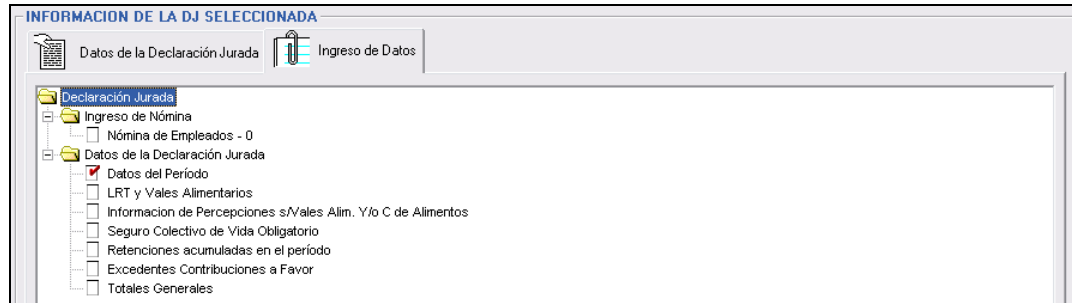 INFORMACION DE LA DJ SELECCIONADA
Datos de la Declaración Jurada Ingreso de Datos
Declaración Jurada
Ingreso de Nómina
Nómina de Empleados - 0
Datos de la Declaración Jurada
Datos del Período
LRT y Vales Alimentarios
Informacion de Percepciones s/Vales Alim. Y/o C de Alimentos
Seguro Colectivo de Vida Obligatorio
Retenciones acumuladas en el período
Excedentes Contribuciones a Favor
Totales Generales